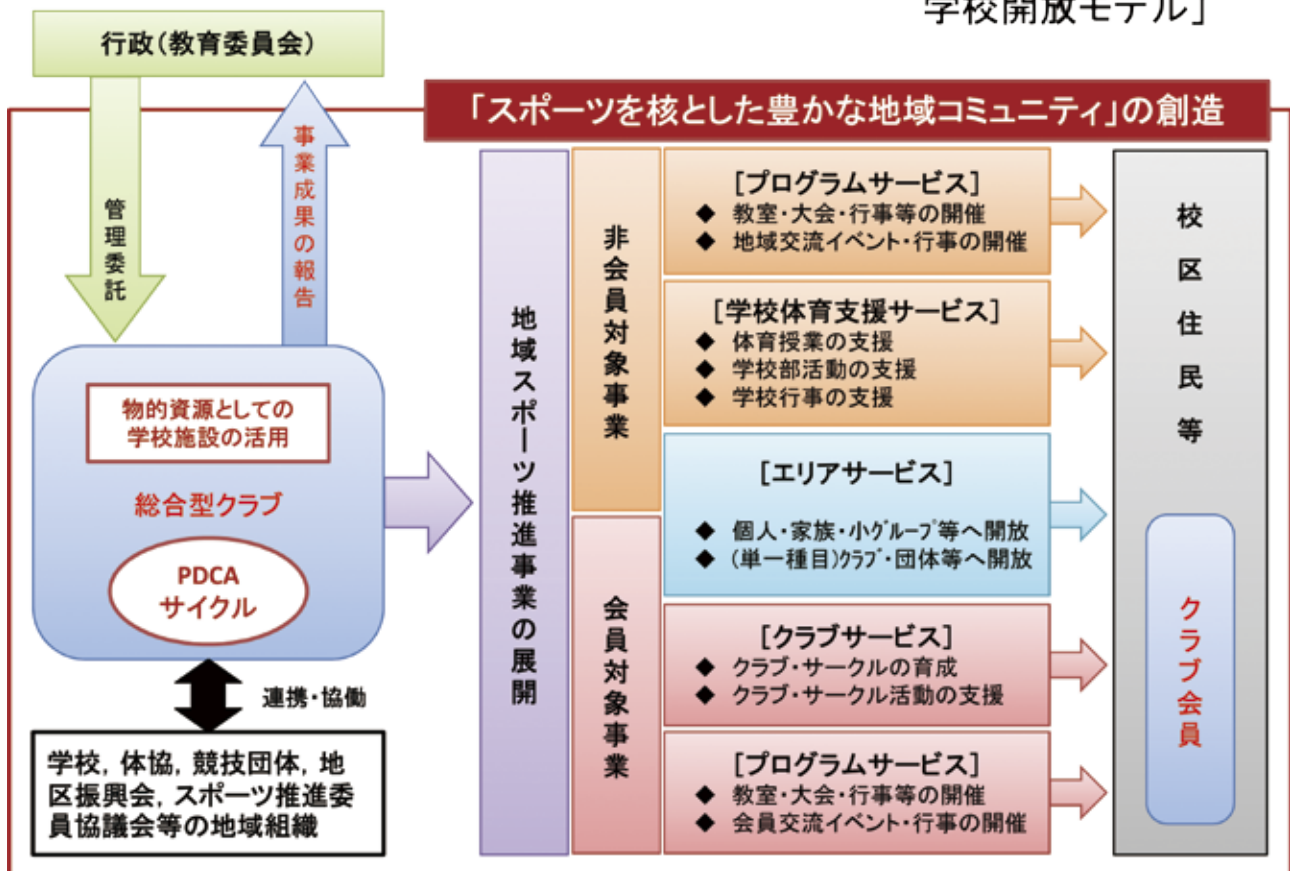 学校開放モデル］
行政（教育委員会）
「スポーツを核とした豊かな地域コミュニティ」の創造
管理委託
事業成果の報告
物的資源としての
学校施設の活用
総合型クラブ
PDCA
サイクル
連携・協働
学校，体協，競技団体，地
区振興会，スポーツ推進委
員協議会等の地域組織
地域スポーツ推進事業の展開
非会員対象事業
会員対象事業
［プログラムサービス］
◆ 教室・大会・行事等の開催
◆ 地域交流イベント・行事の開催
［学校体育支援サービス］
◆ 体育授業の支援
◆ 学校部活動の支援
◆ 学校行事の支援
［エリアサービス］
◆ 個人・家族・小ｸﾞﾙｰﾌﾟ等へ開放
◆ (単一種目)ｸﾗﾌﾞ・団体等へ開放
［クラブサービス］
◆ クラブ・サークルの育成
◆ クラブ・サークル活動の支援
［プログラムサービス］
◆ 教室・大会・行事等の開催
◆ 会員交流イベント・行事の開催
校区住民等
クラブ会員